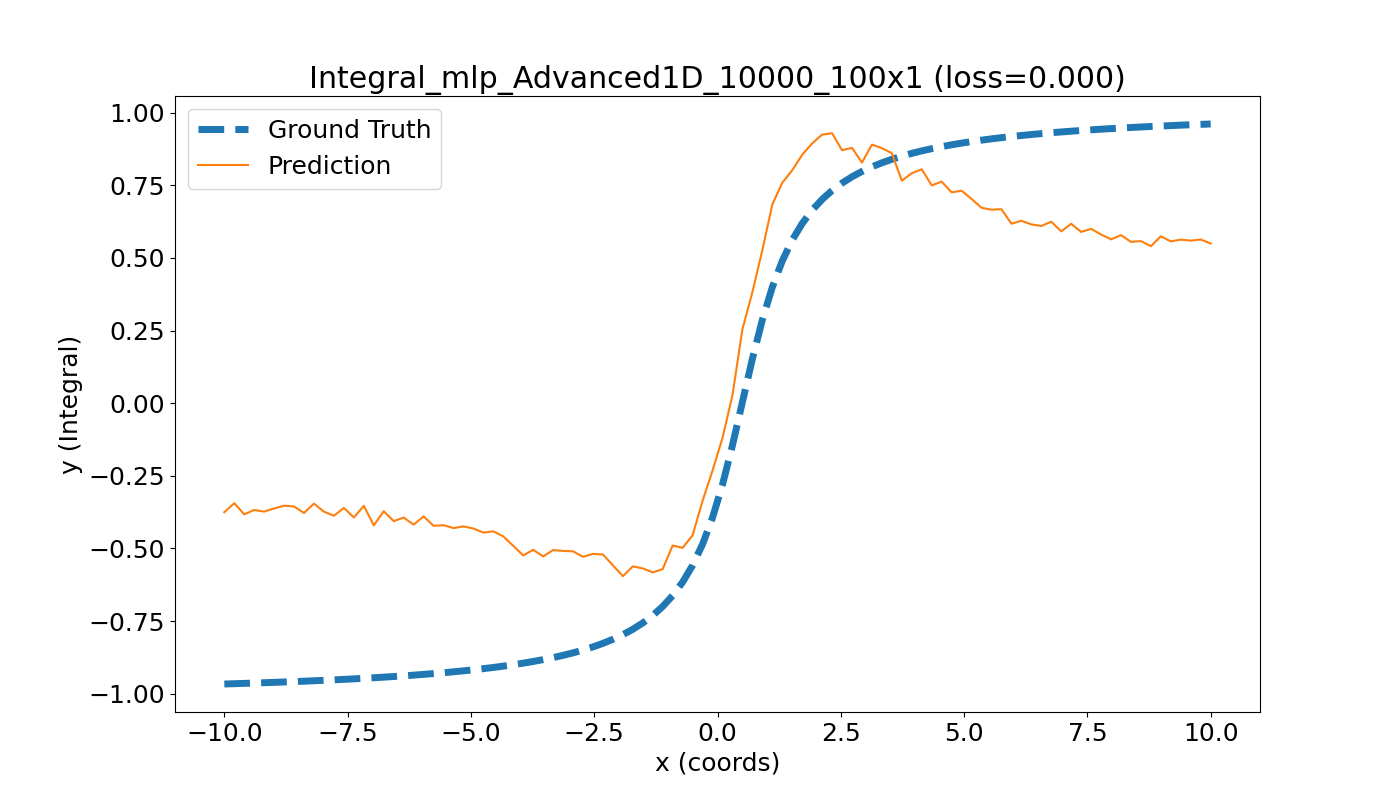 Integral_mlp_Advanced1D_10000_100x1 (loss=0.000)
Ground Truth
Prediction
1.00
0.75
0.50
0.25
0.00
−0.25
−0.50
−0.75
−1.00
y (Integral)
−10.0 −7.5 −5.0 −2.5 0.0 2.5 5.0 7.5 10.0
x (coords)